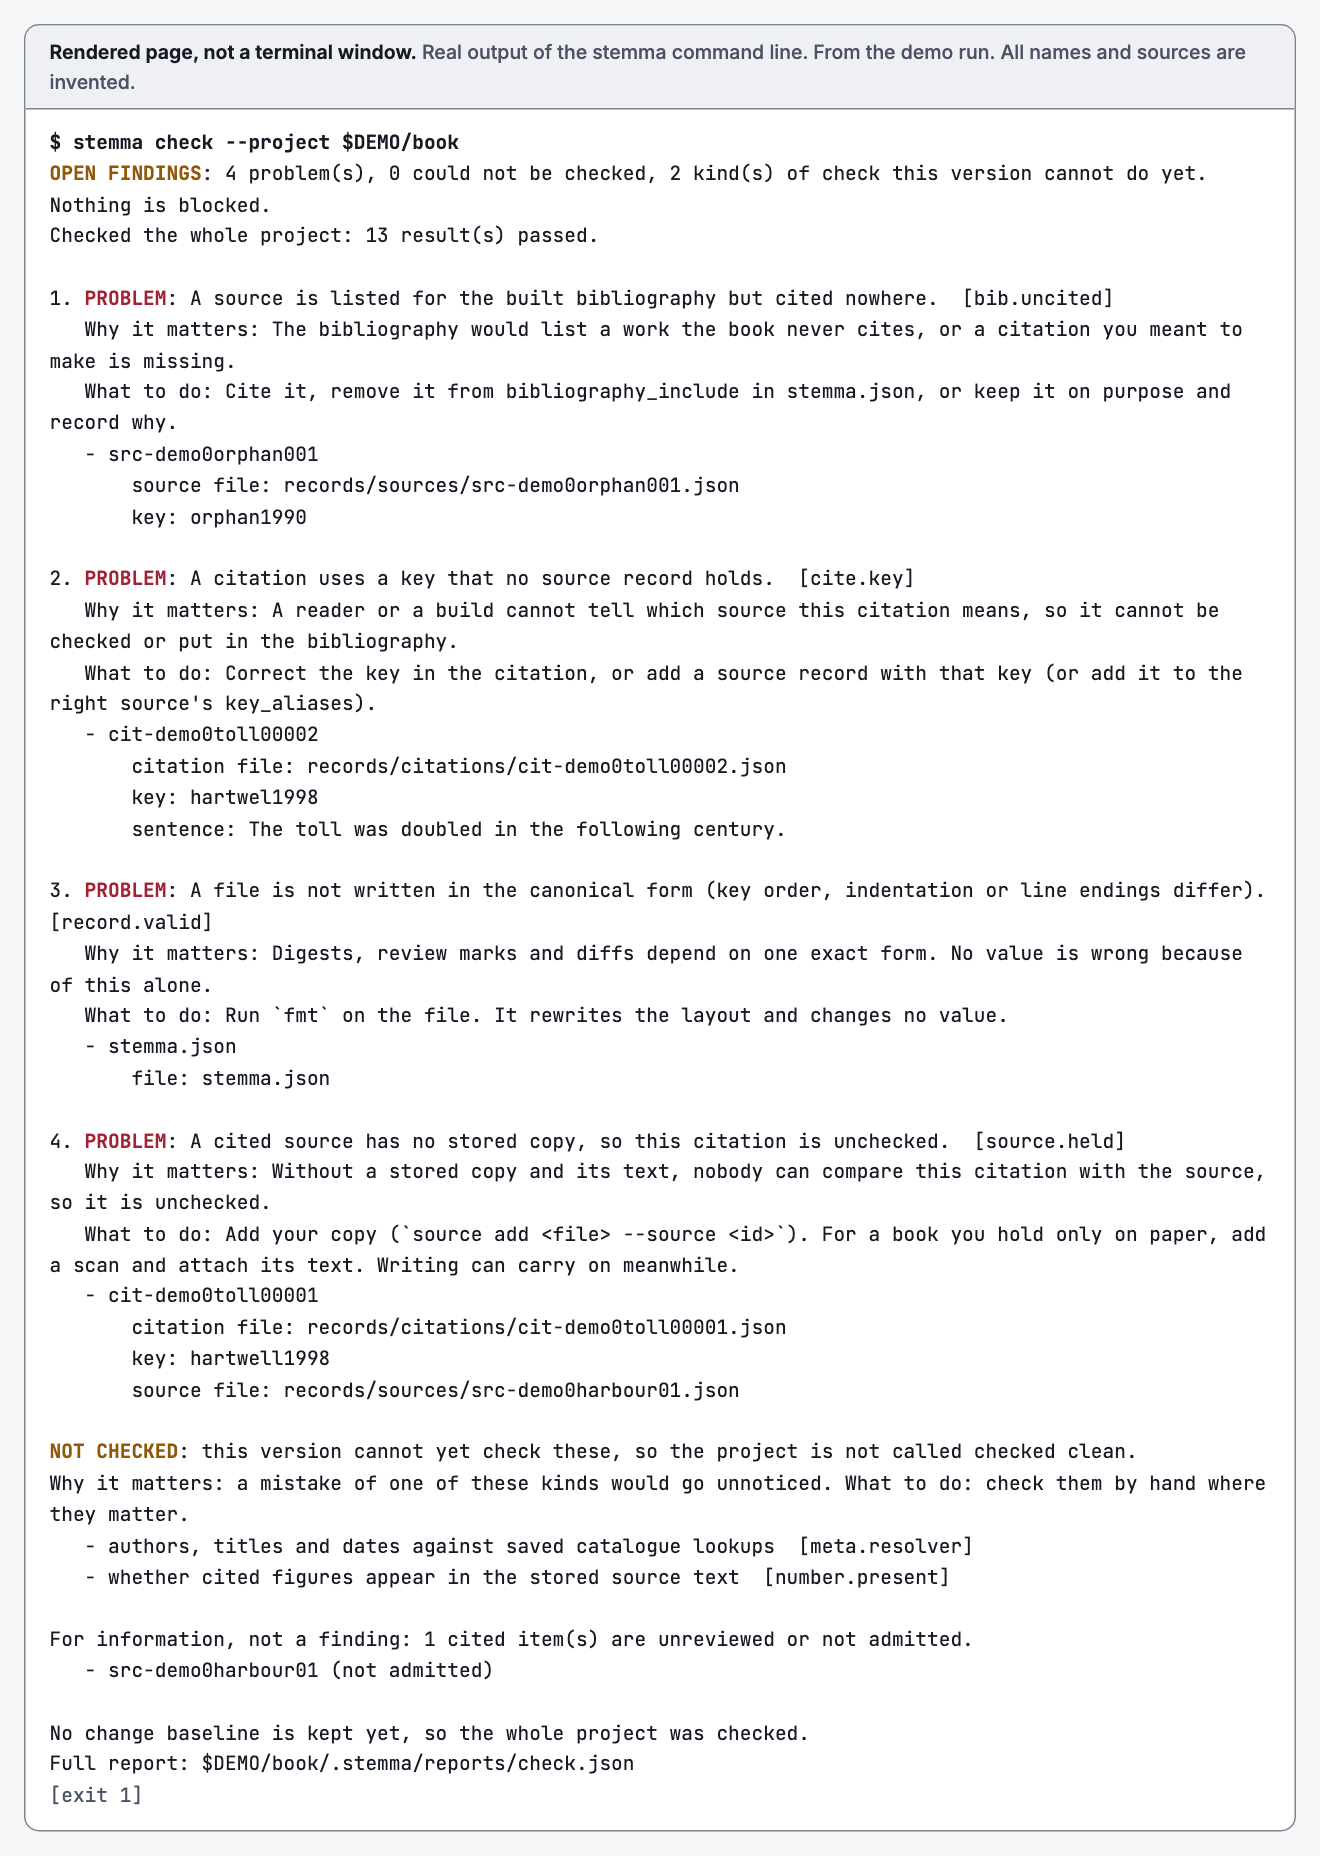 Rendered page, not a terminal window. Real output of the stemma command line. From the demo run. All names and sources are
invented.
$ stemma check --project $DEMO/book
OPEN FINDINGS: 4 problem(s), 0 could not be checked, 2 kind(s) of check this version cannot do yet.
Nothing is blocked.
Checked the whole project: 13 result(s) passed.

1. PROBLEM: A source is listed for the built bibliography but cited nowhere.  [bib.uncited]
   Why it matters: The bibliography would list a work the book never cites, or a citation you meant to
make is missing.
   What to do: Cite it, remove it from bibliography_include in stemma.json, or keep it on purpose and
record why.
   - src-demo0orphan001
       source file: records/sources/src-demo0orphan001.json
       key: orphan1990

2. PROBLEM: A citation uses a key that no source record holds.  [cite.key]
   Why it matters: A reader or a build cannot tell which source this citation means, so it cannot be
checked or put in the bibliography.
   What to do: Correct the key in the citation, or add a source record with that key (or add it to the
right source's key_aliases).
   - cit-demo0toll00002
       citation file: records/citations/cit-demo0toll00002.json
       key: hartwel1998
       sentence: The toll was doubled in the following century.

3. PROBLEM: A file is not written in the canonical form (key order, indentation or line endings differ).
[record.valid]
   Why it matters: Digests, review marks and diffs depend on one exact form. No value is wrong because
of this alone.
   What to do: Run `fmt` on the file. It rewrites the layout and changes no value.
   - stemma.json
       file: stemma.json

4. PROBLEM: A cited source has no stored copy, so this citation is unchecked.  [source.held]
   Why it matters: Without a stored copy and its text, nobody can compare this citation with the source,
so it is unchecked.
   What to do: Add your copy (`source add <file> --source <id>`). For a book you hold only on paper, add
a scan and attach its text. Writing can carry on meanwhile.
   - cit-demo0toll00001
       citation file: records/citations/cit-demo0toll00001.json
       key: hartwell1998
       source file: records/sources/src-demo0harbour01.json

NOT CHECKED: this version cannot yet check these, so the project is not called checked clean.
Why it matters: a mistake of one of these kinds would go unnoticed. What to do: check them by hand where
they matter.
   - authors, titles and dates against saved catalogue lookups  [meta.resolver]
   - whether cited figures appear in the stored source text  [number.present]

For information, not a finding: 1 cited item(s) are unreviewed or not admitted.
   - src-demo0harbour01 (not admitted)

No change baseline is kept yet, so the whole project was checked.
Full report: $DEMO/book/.stemma/reports/check.json
[exit 1]